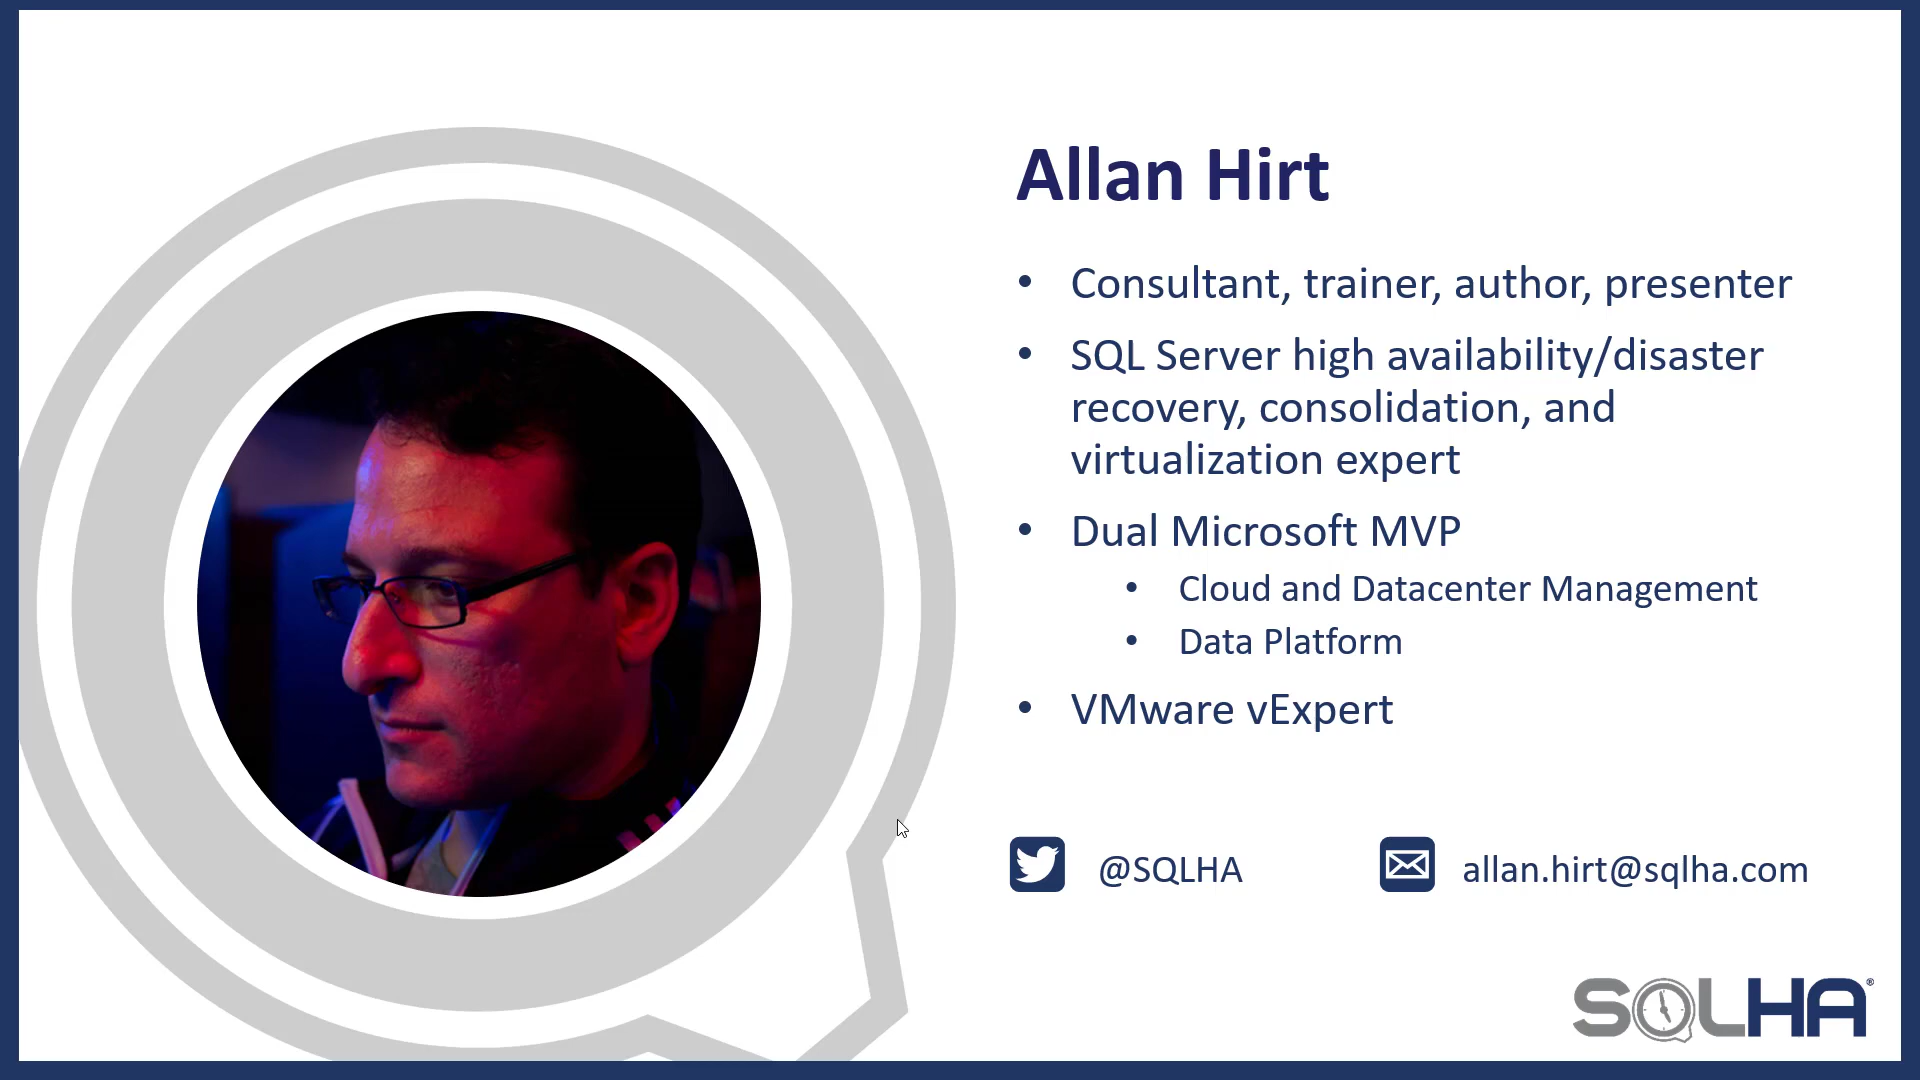 Allan Hirt
• Consultant, trainer, author, presenter
• SQL Server high availability/disaster
recovery, consolidation, and
virtualization expert
• Dual Microsoft MVP
• Cloud and Datacenter Management
• Data Platform
• VMware vExpert
@SQLHA
allan.hirt@sqlha.com
SQLHA®